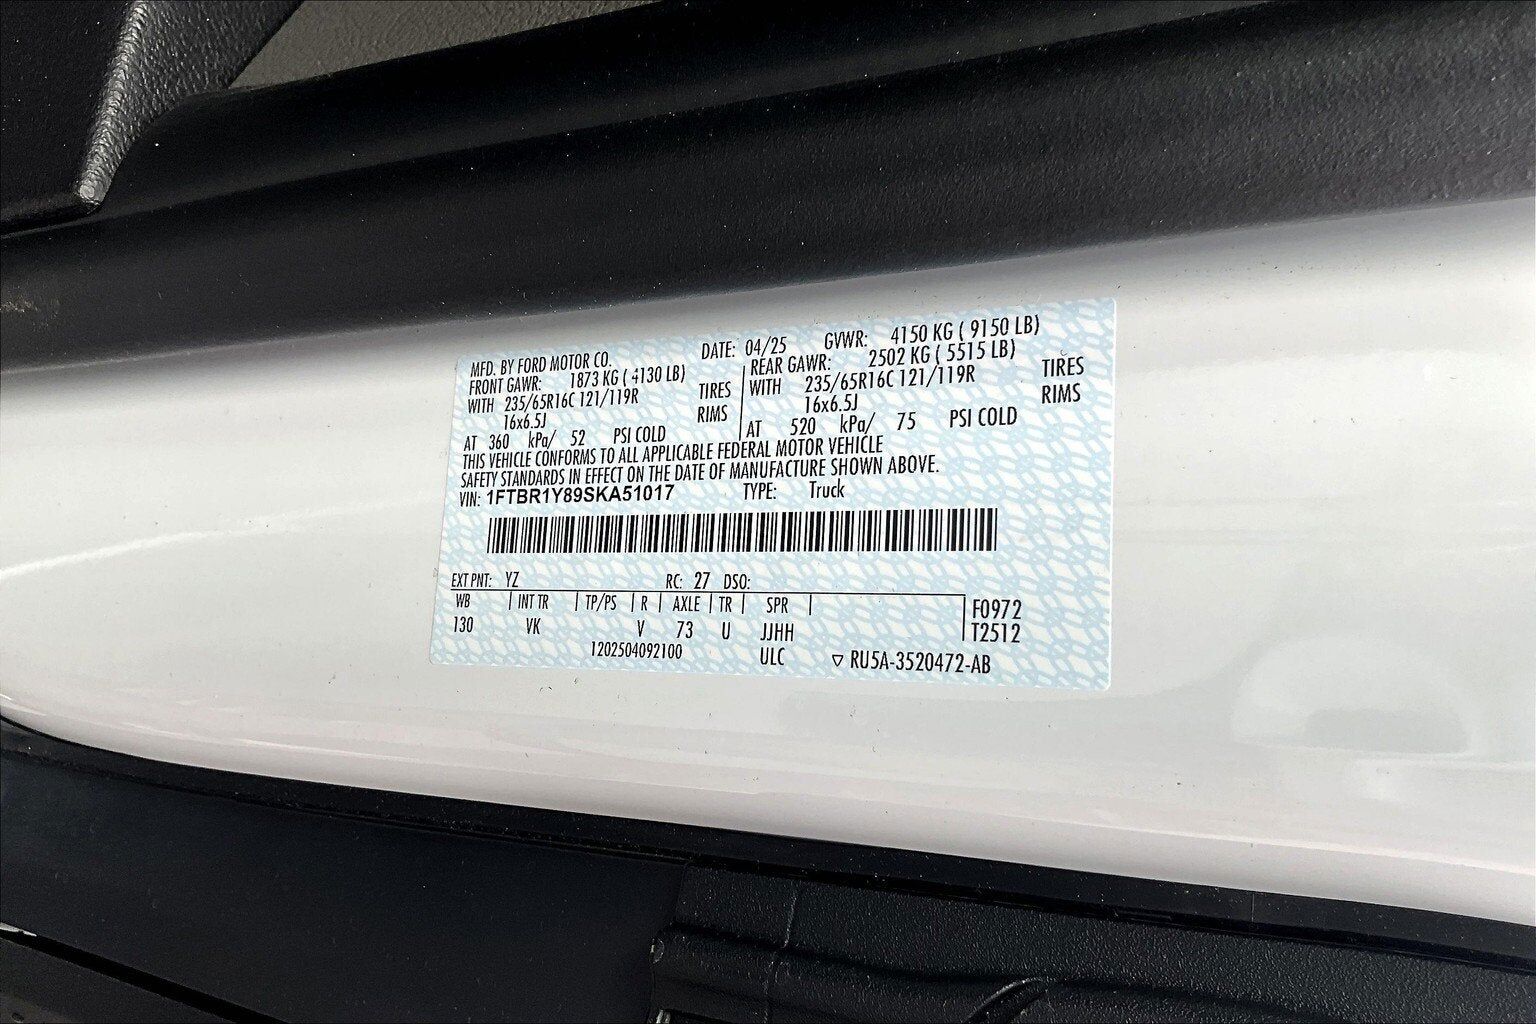 MFD. BY FORD MOTOR CO. DATE: 04/25 GVWR: 4150 KG ( 9150 LB)
FRONT GAWR: 1873 KG ( 4130 LB) REAR GAWR: 2502 KG ( 5515 LB)
WITH 235/65R16C 121/119R TIRES WITH 235/65R16C 121/119R TIRES
16x6.5J RIMS 16x6.5J RIMS
AT 360 kPa/ 52 PSI COLD AT 520 kPa/ 75 PSI COLD
THIS VEHICLE CONFORMS TO ALL APPLICABLE FEDERAL MOTOR VEHICLE
SAFETY STANDARDS IN EFFECT ON THE DATE OF MANUFACTURE SHOWN ABOVE.
VIN: 1FTBR1Y89SKA51017 TYPE: Truck
EXT PNT: YZ RC: 27 DSO:
WB INT TR TP/PS R AXLE TR SPR F0972
130 VK V 73 U JJHH T2512
1202504092100 ULC ▽ RU5A-3520472-AB